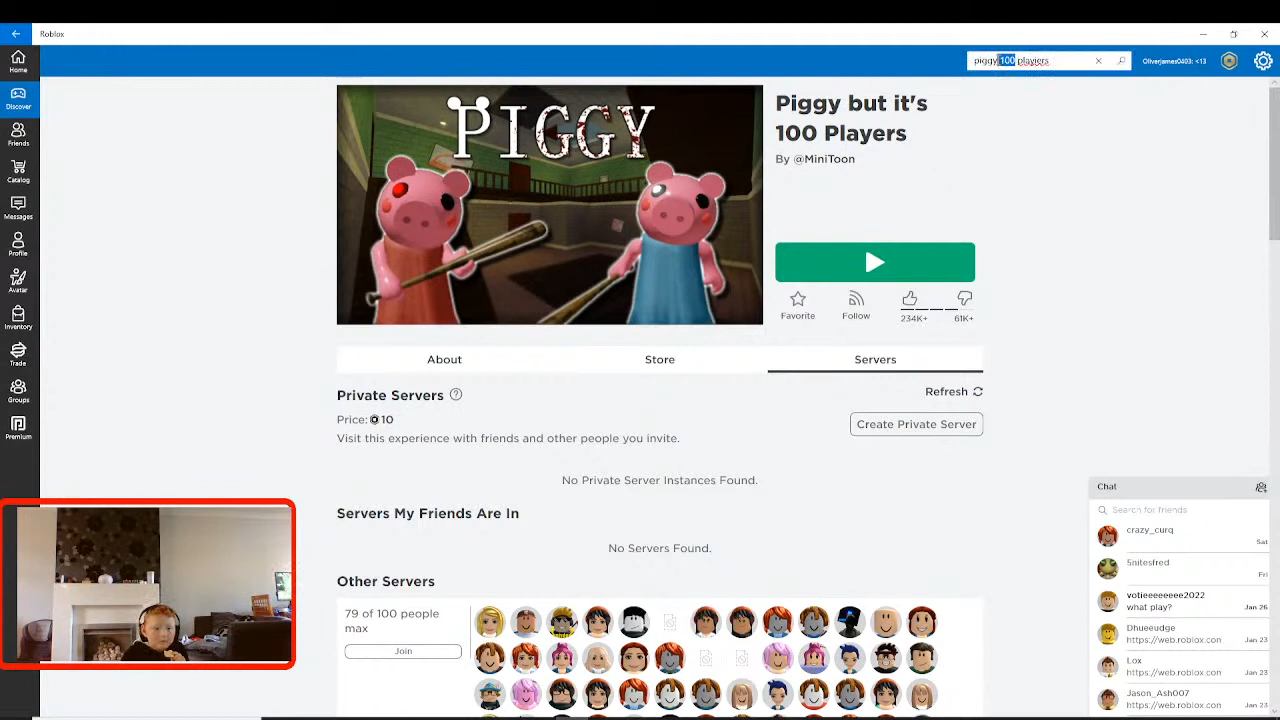 Roblox
piggy 100 playiers
Oliverjames0403: <13
Home
Discover
Friends
Catalog
Messages
Profile
Avatar
Inventory
Trade
Groups
Premium
PIGGY
Piggy but it's
100 Players
By @MiniToon
Favorite
Follow
234K+
61K+
About
Store
Servers
Private Servers
Refresh
Price: 10
Create Private Server
Visit this experience with friends and other people you invite.
No Private Server Instances Found.
Servers My Friends Are In
No Servers Found.
Other Servers
79 of 100 people
max
Join
Chat
Search for friends
crazy_curq
Sat
5nitesfred
Fri
votieeeeeeee2022
what play?
Jan 26
Dhueeudge
https://web.roblox.con
Jan 23
Lox
https://web.roblox.con
Jan 23
Jason_Ash007
https://web.roblox.con
Jan 23